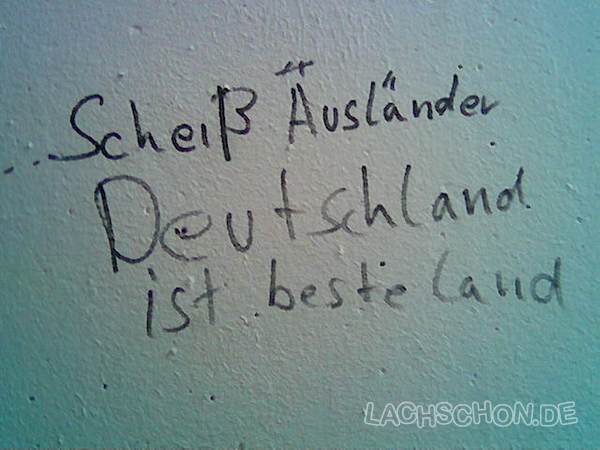 ..Scheiß Äusländer
Deutschland
ist beste Land
LACHSCHON.DE